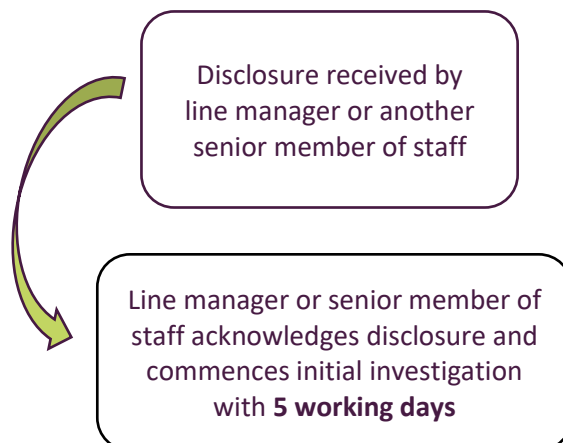 Disclosure received by
line manager or another
senior member of staff
Line manager or senior member of
staff acknowledges disclosure and
commences initial investigation
with 5 working days